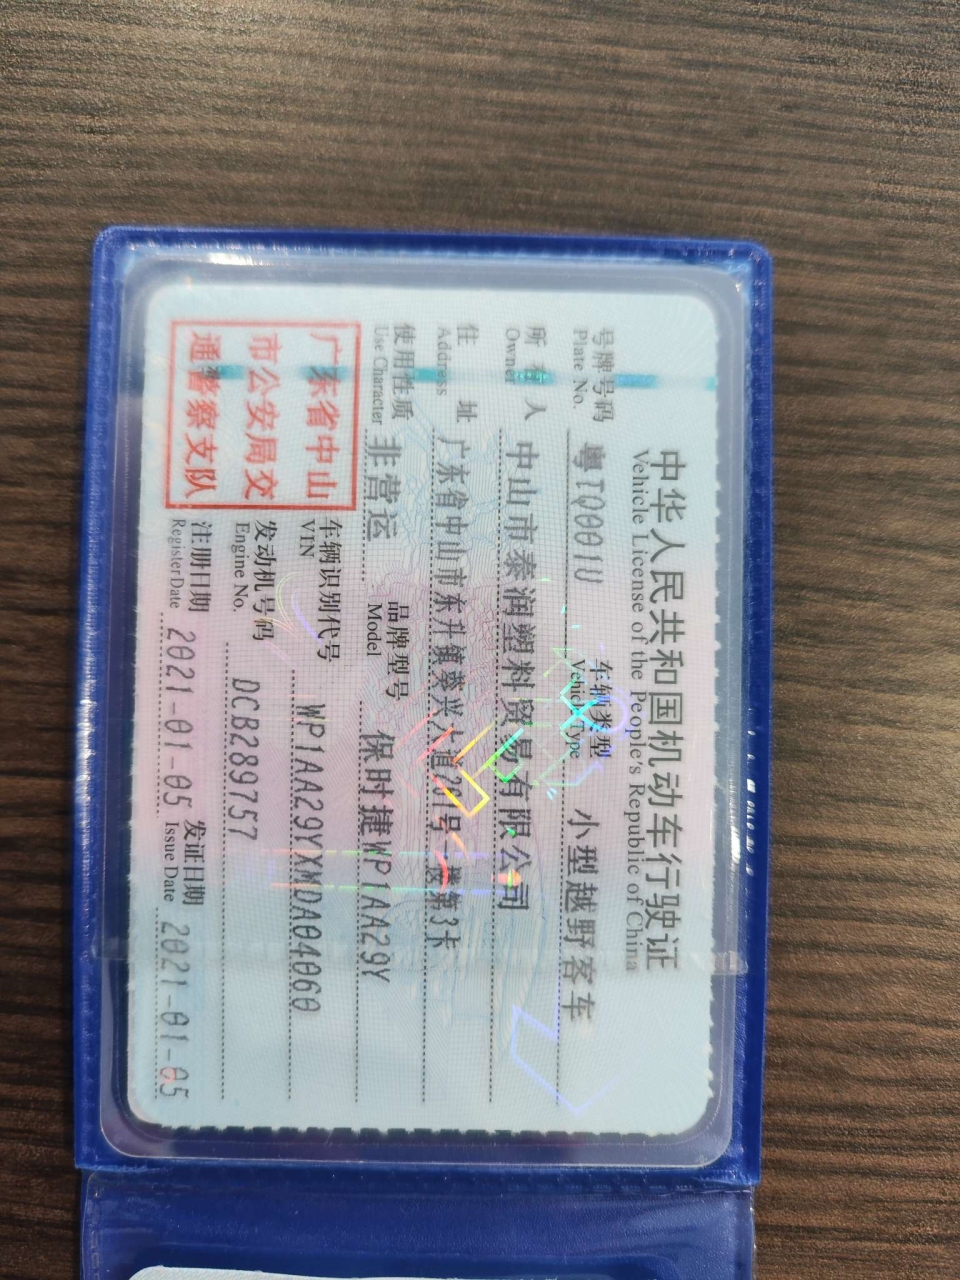 中华人民共和国机动车行驶证
Vehicle License of the People's Republic of China
号牌号码 粤TQ001U 车辆类型 小型越野客车
Plate No. Vehicle Type
所有人 中山市泰润塑料贸易有限公司
Owner
住址 广东省中山市东升镇葵兴大道201号一楼第3卡
Address
使用性质 非营运 品牌型号 保时捷WP1AA29Y
Use Character Model
广东省中山
市公安局交
通警察支队
车辆识别代号 WP1AA29YXMDA04060
VIN
发动机号码 DCB289757
Engine No.
注册日期 2021-01-05 发证日期 2021-01-05
Register Date Issue Date